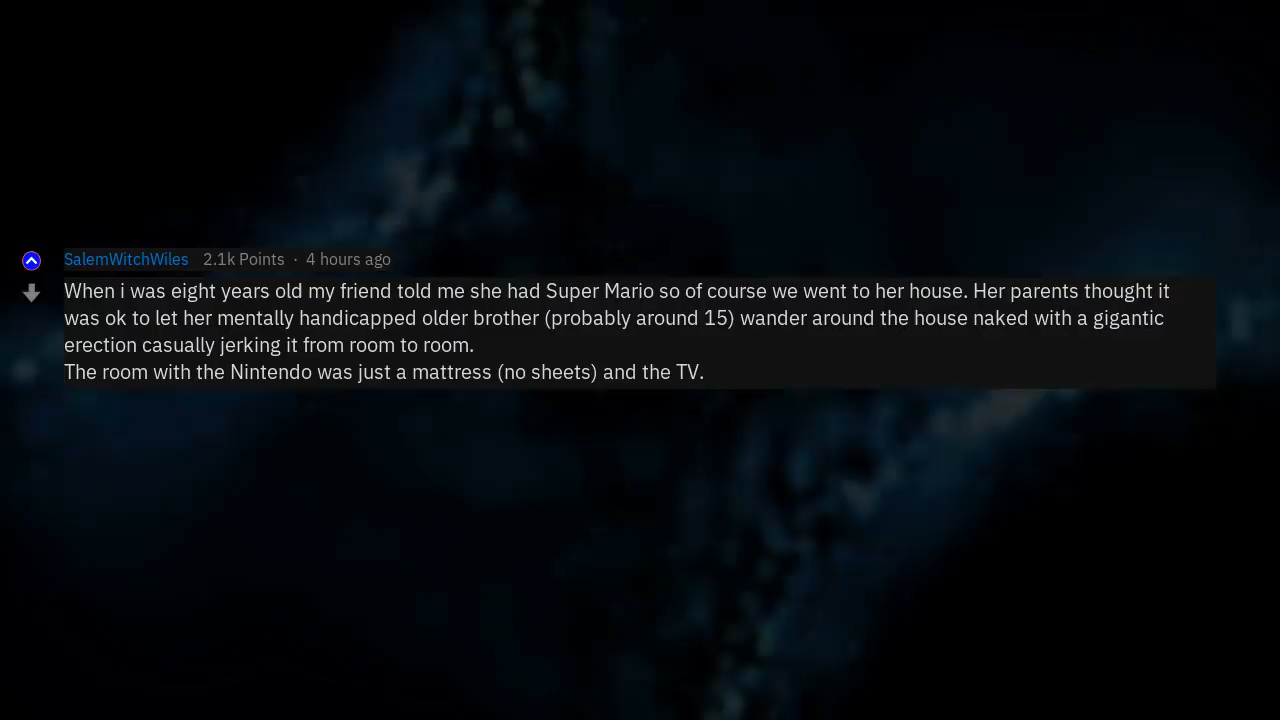 SalemWitchWiles 2.1k Points · 4 hours ago
When i was eight years old my friend told me she had Super Mario so of course we went to her house. Her parents thought it
was ok to let her mentally handicapped older brother (probably around 15) wander around the house naked with a gigantic
erection casually jerking it from room to room.
The room with the Nintendo was just a mattress (no sheets) and the TV.